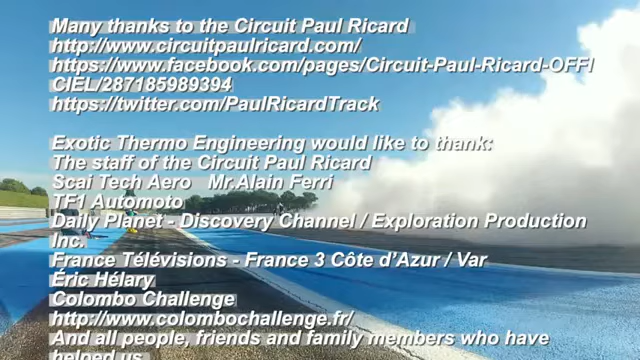 Many thanks to the Circuit Paul Ricard
http://www.circuitpaulricard.com/
https://www.facebook.com/pages/Circuit-Paul-Ricard-OFFI
CIEL/287185989394
https://twitter.com/PaulRicardTrack
Exotic Thermo Engineering would like to thank:
The staff of the Circuit Paul Ricard
Scai Tech Aero   Mr.Alain Ferri
TF1 Automoto
Daily Planet - Discovery Channel / Exploration Production
Inc.
France Télévisions - France 3 Côte d'Azur / Var
Éric Hélary
Colombo Challenge
http://www.colombochallenge.fr/
And all people, friends and family members who have
helped us